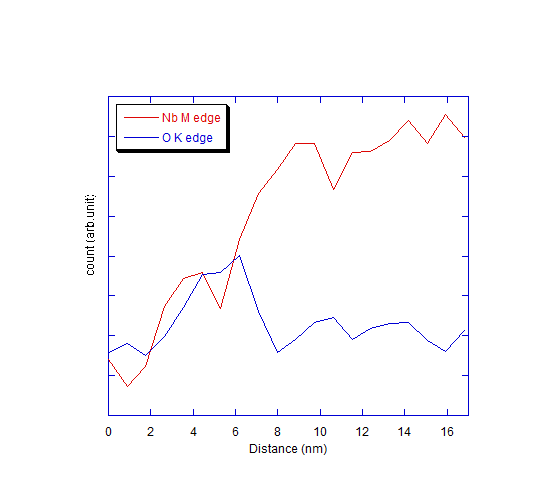 Nb M edge
O K edge
count (arb.unit)
0 2 4 6 8 10 12 14 16
Distance (nm)